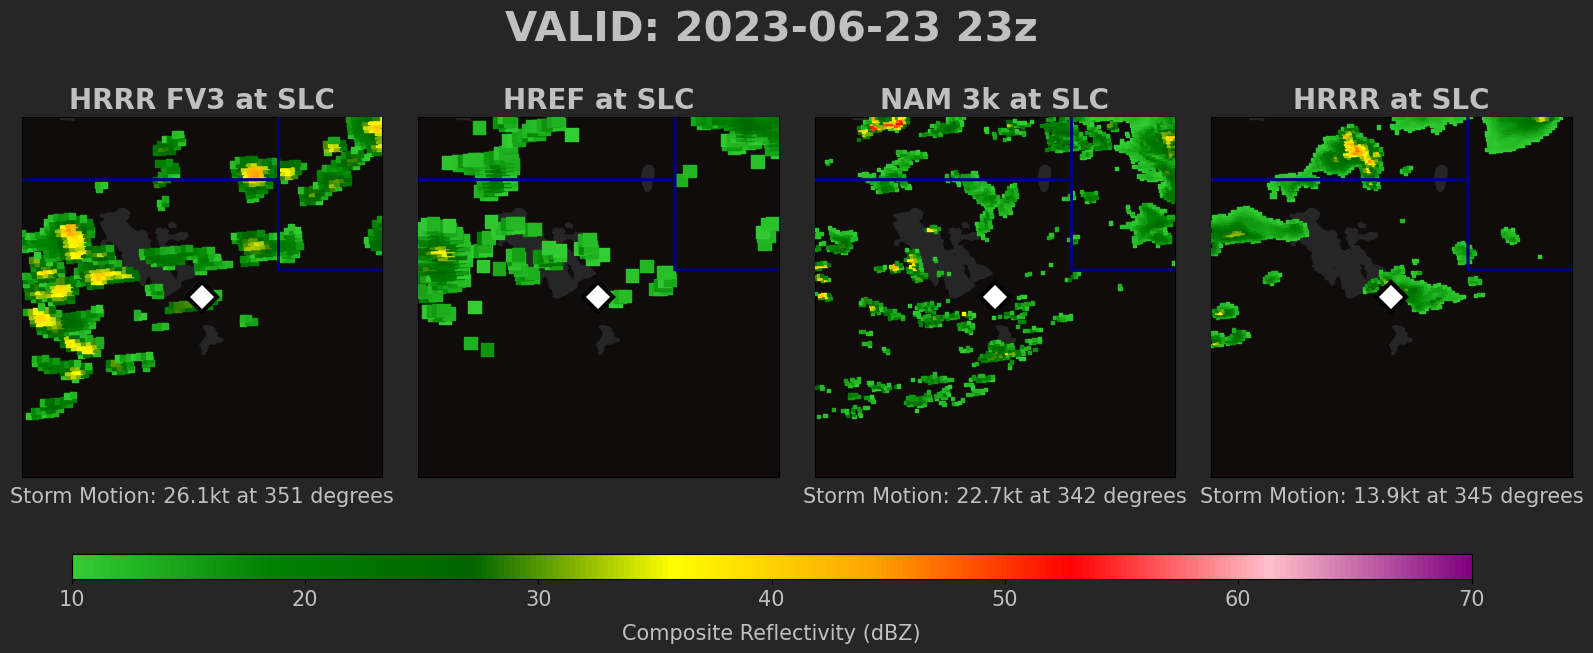 VALID: 2023-06-23 23z
HRRR FV3 at SLC
HREF at SLC
NAM 3k at SLC
HRRR at SLC
Storm Motion: 26.1kt at 351 degrees
Storm Motion: 22.7kt at 342 degrees
Storm Motion: 13.9kt at 345 degrees
10 20 30 40 50 60 70
Composite Reflectivity (dBZ)